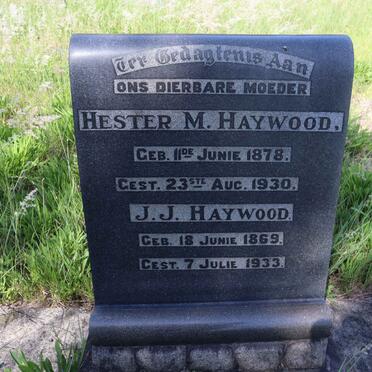 Ter Gedagtenis Aan
ONS DIERBARE MOEDER
HESTER M. HAYWOOD.
GEB. 11DE JUNIE 1878.
GEST. 23STE AUG. 1930.
J.J. HAYWOOD.
GEB. 18 JUNIE 1869.
GEST. 7 JULIE 1933.